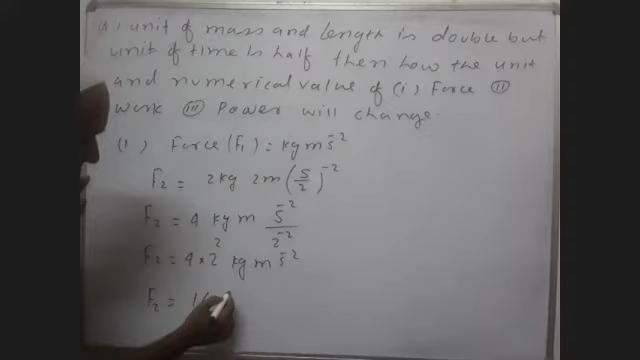 unit of mass and length is double but
unit of time is half then how the unit
and numerical value of (i) Force (ii)
work (iii) Power will change.
(1) Force (F₁) = kg m s⁻²
F₂ = 2kg 2m (s/2)⁻²
F₂ = 4 kg m s⁻²/2⁻²
F₂ = 4 × 2² kg m s⁻²
F₂ =